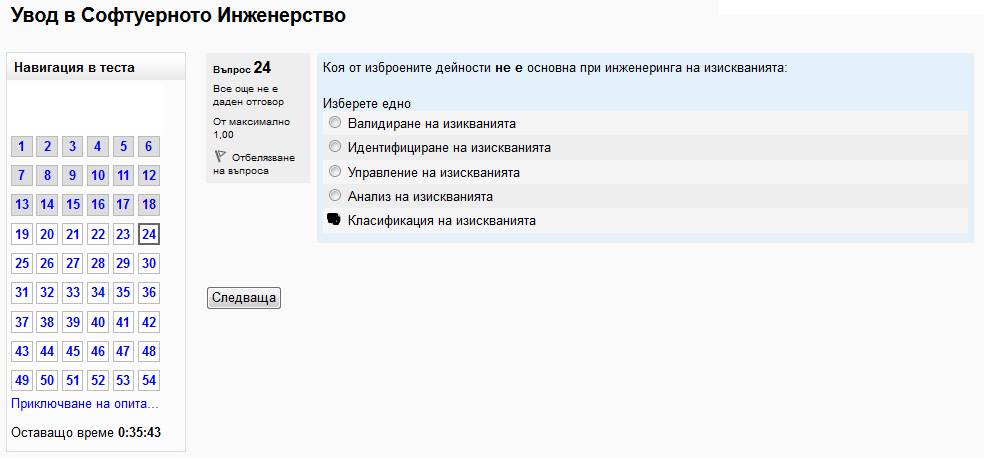 Увод в Софтуерното Инженерство
Навигация в теста
1 2 3 4 5 6
7 8 9 10 11 12
13 14 15 16 17 18
19 20 21 22 23 24
25 26 27 28 29 30
31 32 33 34 35 36
37 38 39 40 41 42
43 44 45 46 47 48
49 50 51 52 53 54
Приключване на опита...
Оставащо време 0:35:43
Въпрос 24
Все още не е
даден отговор
От максимално
1,00
Отбелязване
на въпроса
Коя от изброените дейности не е основна при инженеринга на изискванията:
Изберете едно
Валидиране на изикванията
Идентифициране на изискванията
Управление на изискванията
Анализ на изискванията
Класификация на изискванията
Следваща